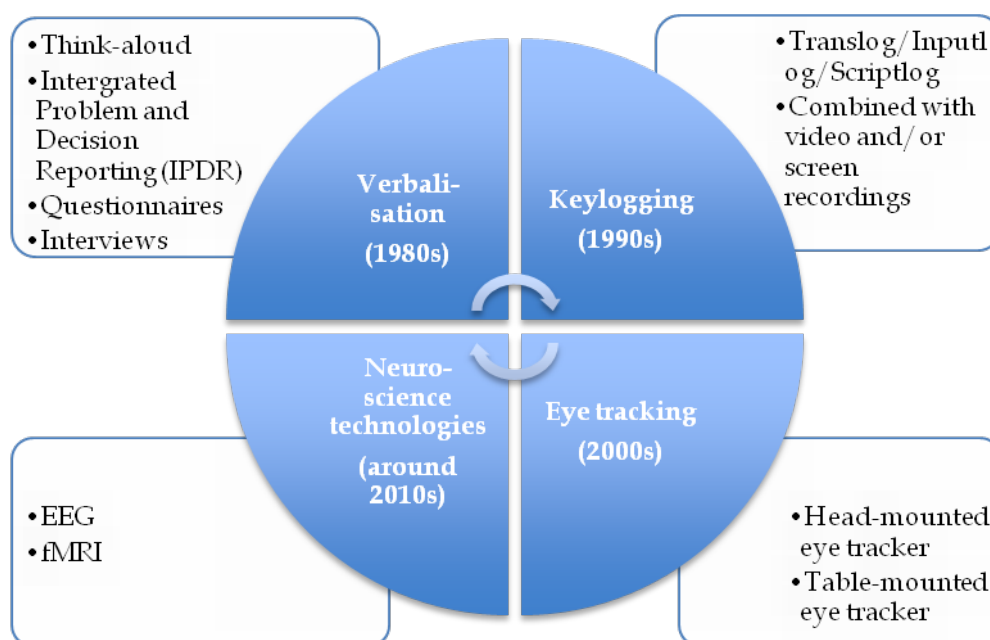 • Think-aloud
• Intergrated
Problem and
Decision
Reporting (IPDR)
• Questionnaires
• Interviews
Verbali-
sation
(1980s)
Keylogging
(1990s)
• Translog/Inputl
og/Scriptlog
• Combined with
video and/or
screen
recordings
Neuro-
science
technologies
(around
2010s)
Eye tracking
(2000s)
• EEG
• fMRI
• Head-mounted
eye tracker
• Table-mounted
eye tracker